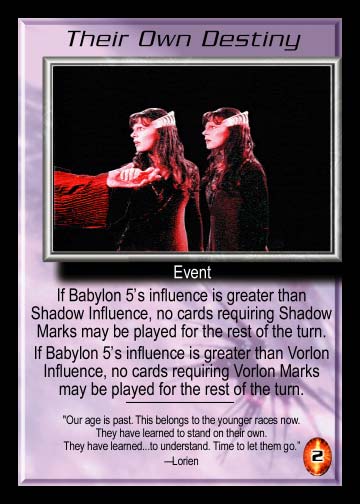 Their Own Destiny
Event
If Babylon 5's influence is greater than
Shadow Influence, no cards requiring Shadow
Marks may be played for the rest of the turn.
If Babylon 5's influence is greater than Vorlon
Influence, no cards requiring Vorlon Marks
may be played for the rest of the turn.
"Our age is past. This belongs to the younger races now.
They have learned to stand on their own.
They have learned...to understand. Time to let them go."
—Lorien
2